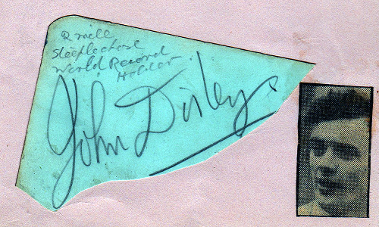 2 mile
Steeplechase
World Record
Holder.
John Disley